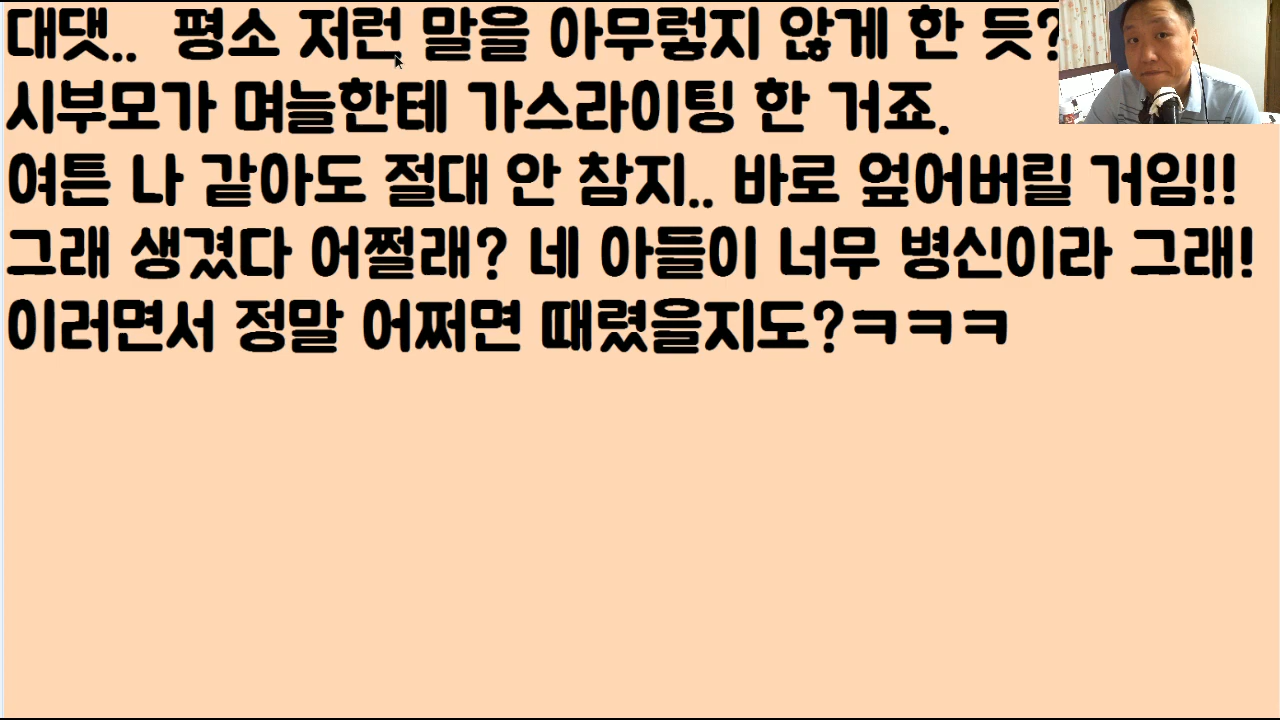 대댓..  평소 저런 말을 아무렇지 않게 한 듯?
시부모가 며늘한테 가스라이팅 한 거죠.
여튼 나 같아도 절대 안 참지.. 바로 엎어버릴 거임!!
그래 생겼다 어쩔래? 네 아들이 너무 병신이라 그래!
이러면서 정말 어쩌면 때렸을지도?ㅋㅋㅋ